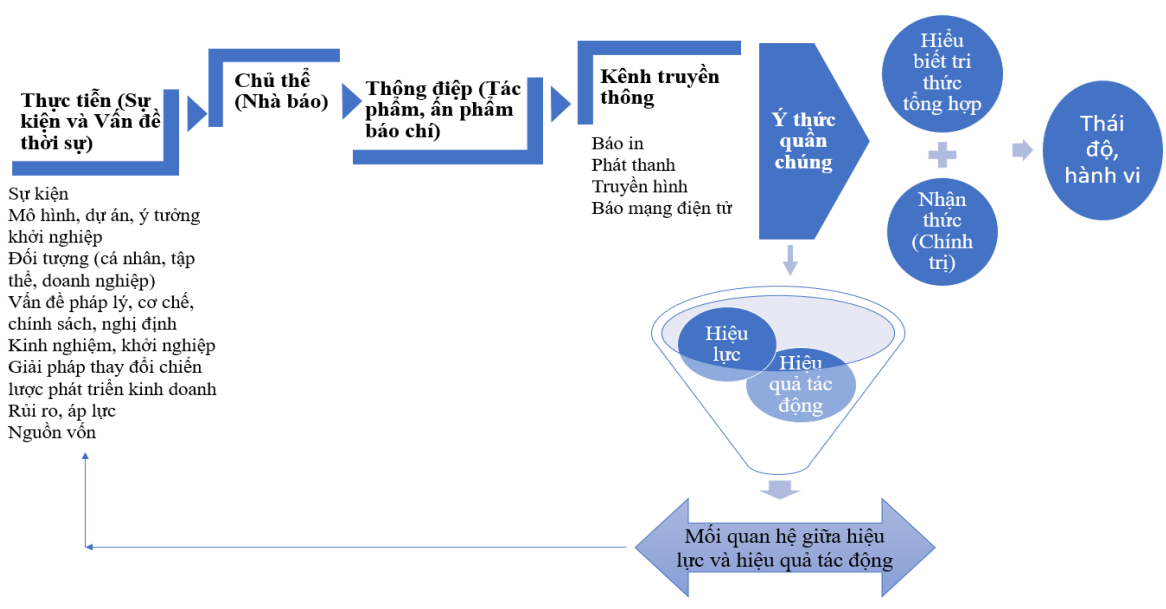 Thực tiễn (Sự
kiện và Vấn đề
thời sự)
Sự kiện
Mô hình, dự án, ý tưởng
khởi nghiệp
Đối tượng (cá nhân, tập
thể, doanh nghiệp)
Vấn đề pháp lý, cơ chế,
chính sách, nghị định
Kinh nghiệm, khởi nghiệp
Giải pháp thay đổi chiến
lược phát triển kinh doanh
Rủi ro, áp lực
Nguồn vốn
Chủ thể
(Nhà báo)
Thông điệp (Tác
phẩm, ấn phẩm
báo chí)
Kênh truyền
thông
Báo in
Phát thanh
Truyền hình
Báo mạng điện tử
Ý thức
quần
chúng
Hiểu
biết tri
thức
tổng hợp
Nhận
thức
(Chính
trị)
Thái
độ,
hành vi
Hiệu
lực
Hiệu
quả tác
động
Mối quan hệ giữa hiệu
lực và hiệu quả tác động